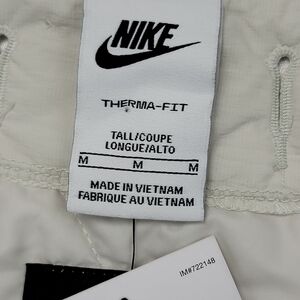 NIKE
THERMA-FIT
TALL/COUPE
LONGUE/ALTO
M M M
MADE IN VIETNAM
FABRIQUE AU VIETNAM
IM#722148